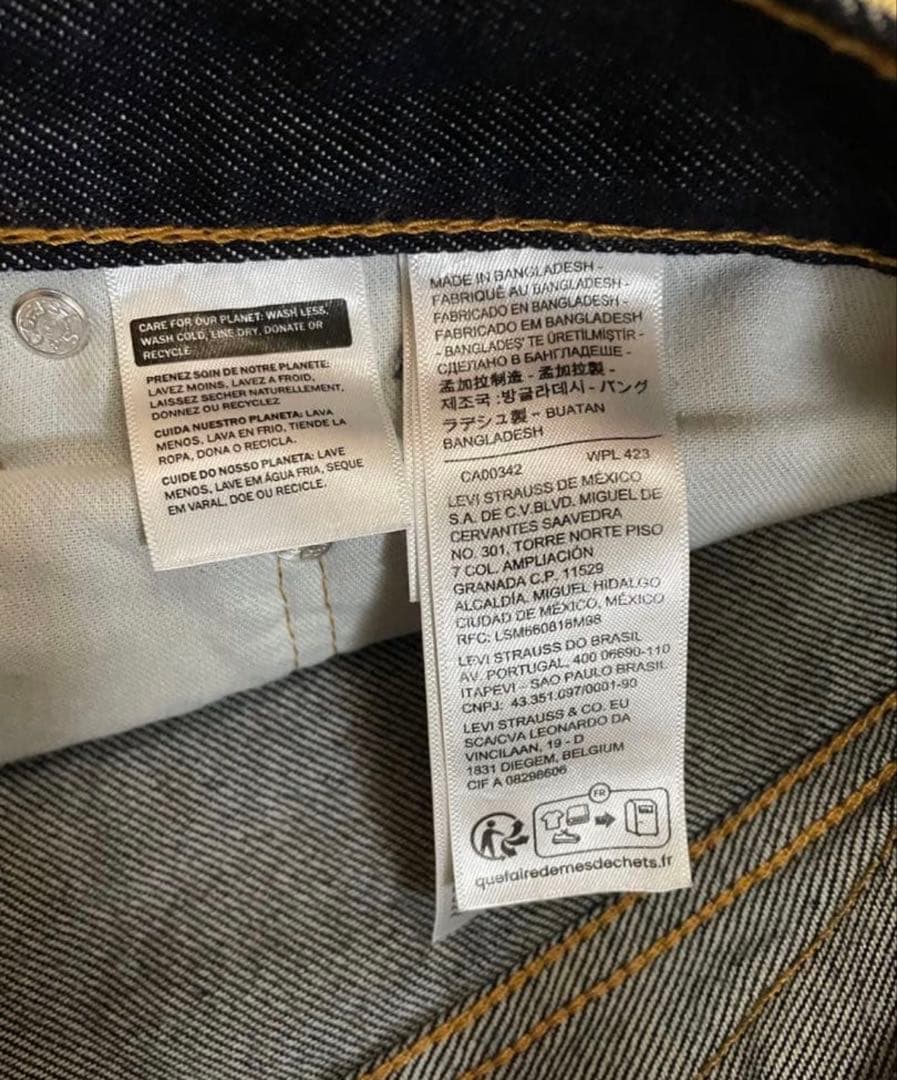 CARE FOR OUR PLANET: WASH LESS,
WASH COLD, LINE DRY, DONATE OR
RECYCLE
PRENEZ SOIN DE NOTRE PLANETE:
LAVEZ MOINS, LAVEZ A FROID,
LAISSEZ SECHER NATURELLEMENT,
DONNEZ OU RECYCLEZ
CUIDA NUESTRO PLANETA: LAVA
MENOS, LAVA EN FRIO, TIENDE LA
ROPA, DONA O RECICLA.
CUIDE DO NOSSO PLANETA: LAVE
MENOS, LAVE EM ÁGUA FRIA, SEQUE
EM VARAL, DOE OU RECICLE.
MADE IN BANGLADESH -
FABRIQUÉ AU BANGLADESH -
FABRICADO EN BANGLADESH -
FABRICADO EM BANGLADESH
- BANGLADEŞ'TE ÜRETİLMİŞTİR -
СДЕЛАНО В БАНГЛАДЕШЕ -
孟加拉制造 - 孟加拉製 -
제조국 :방글라데시 - バング
ラデシュ製 - BUATAN
BANGLADESH
CA00342 WPL 423
LEVI STRAUSS DE MÉXICO
S.A. DE C.V.BLVD. MIGUEL DE
CERVANTES SAAVEDRA
NO. 301, TORRE NORTE PISO
7 COL. AMPLIACIÓN
GRANADA C.P. 11529
ALCALDÍA. MIGUEL HIDALGO
CIUDAD DE MÉXICO, MÉXICO
RFC: LSM660816M98
LEVI STRAUSS DO BRASIL
AV. PORTUGAL, 400 06690-110
ITAPEVI - SAO PAULO BRASIL
CNPJ: 43.351.097/0001-90
LEVI STRAUSS & CO. EU
SCA/CVA LEONARDO DA
VINCILAAN, 19 - D
1831 DIEGEM, BELGIUM
CIF A 08298606
FR
quefairedemesdechets.fr